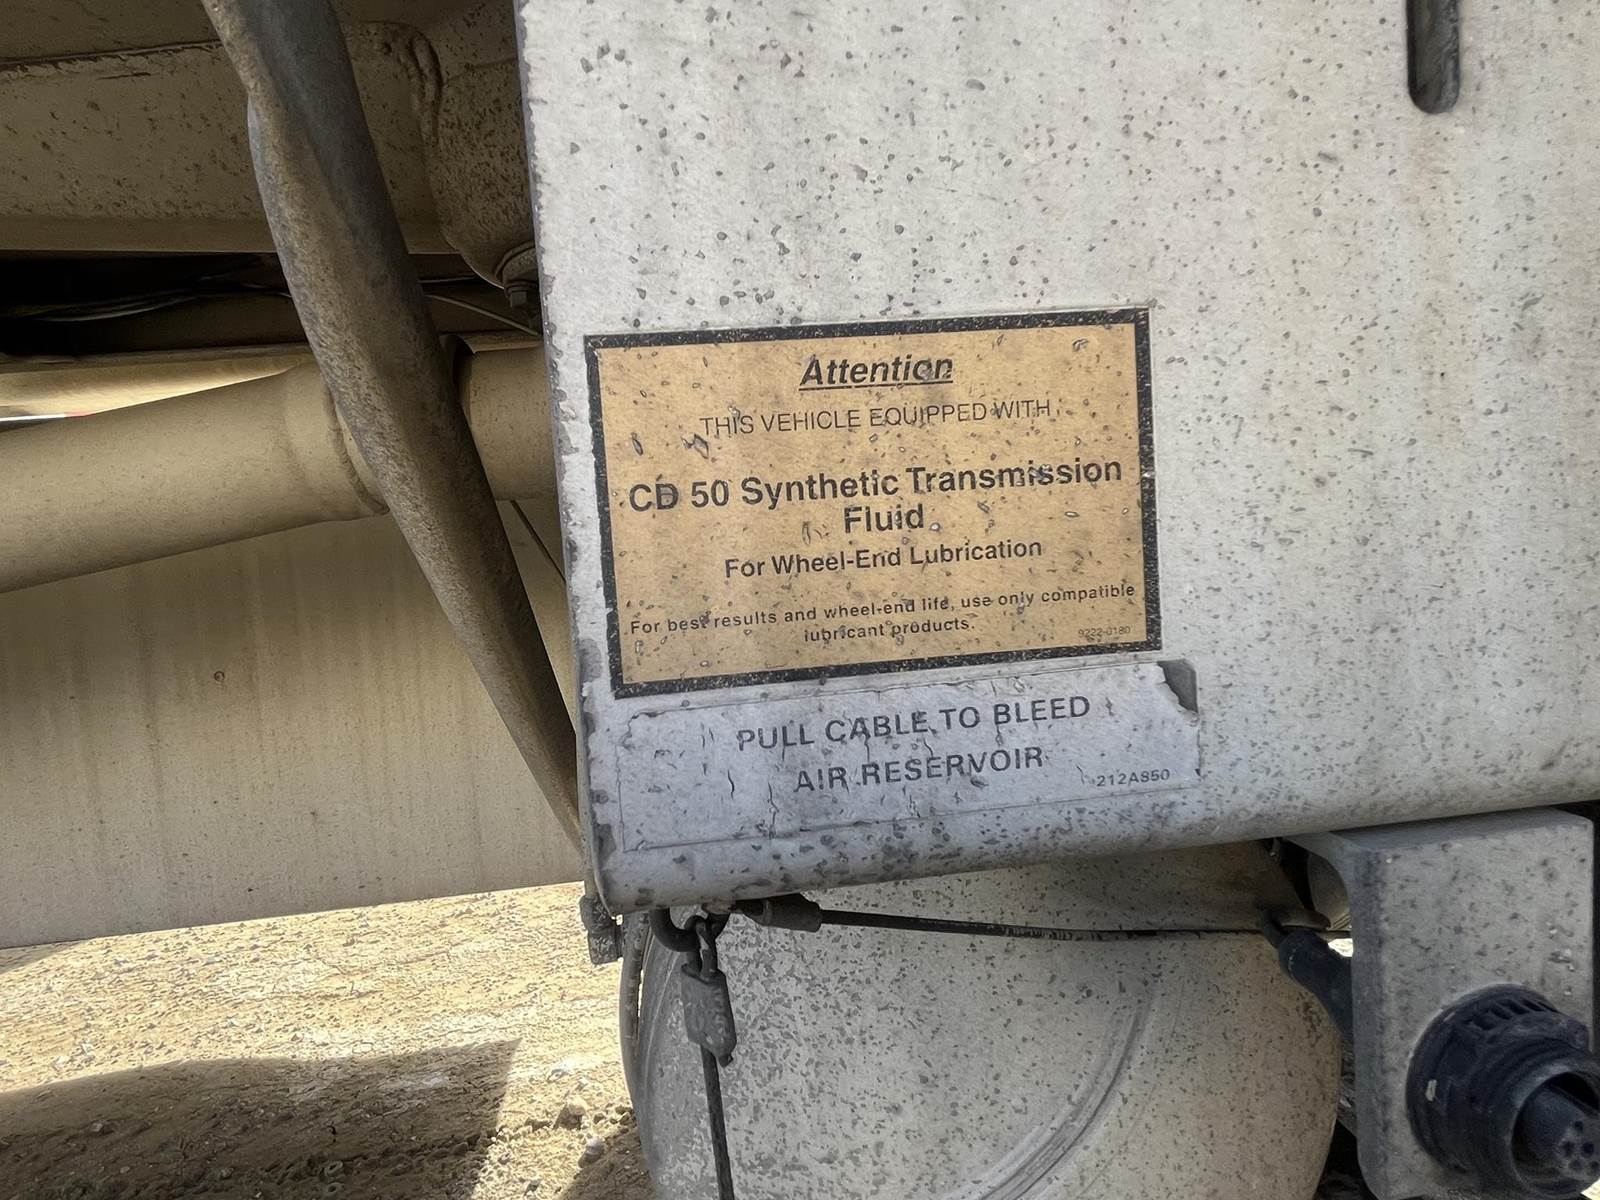 Attention
THIS VEHICLE EQUIPPED WITH
CD 50 Synthetic Transmission
Fluid
For Wheel-End Lubrication
For best results and wheel-end life, use only compatible
lubricant products.
9222-0180
PULL CABLE TO BLEED
AIR RESERVOIR
212A850